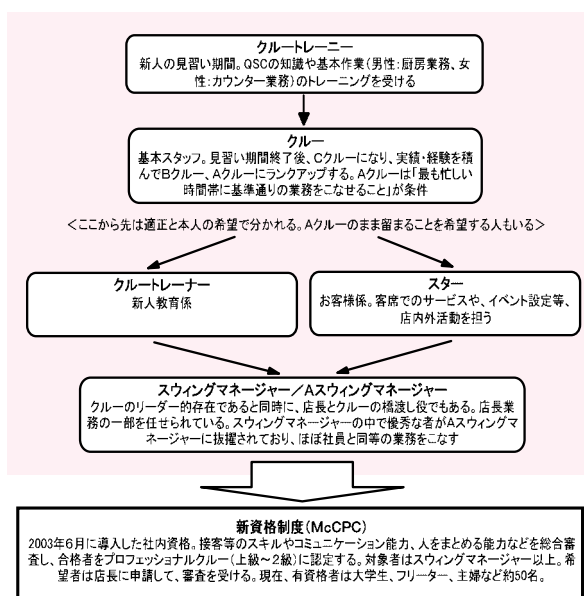 クルートレーニー
新人の見習い期間。QSCの知識や基本作業(男性:厨房業務、女
性:カウンター業務)のトレーニングを受ける
クルー
基本スタッフ。見習い期間終了後、Cクルーになり、実績・経験を積
んでBクルー、Aクルーにランクアップする。Aクルーは「最も忙しい
時間帯に基準通りの業務をこなせること」が条件
<ここから先は適正と本人の希望で分かれる。Aクルーのまま留まることを希望する人もいる>
クルートレーナー
新人教育係
スター
お客様係。客席でのサービスや、イベント設定等、
店内外活動を担う
スウィングマネージャー/Aスウィングマネージャー
クルーのリーダー的存在であると同時に、店長とクルーの橋渡し役でもある。店長業
務の一部を任せられている。スウィングマネージャーの中で優秀な者がAスウィングマ
ネージャーに抜擢されており、ほぼ社員と同等の業務をこなす
新資格制度(McCPC)
2003年6月に導入した社内資格。接客等のスキルやコミュニケーション能力、人をまとめる能力などを総合審
査し、合格者をプロフェッショナルクルー(上級~2級)に認定する。対象者はスウィングマネージャー以上。希
望者は店長に申請して、審査を受ける。現在、有資格者は大学生、フリーター、主婦など約50名。